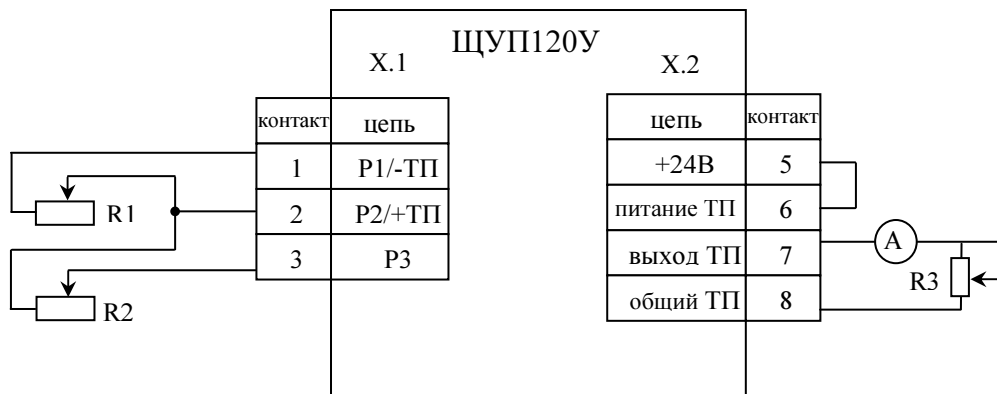 ЩУП120У
Х.1
Х.2
контакт цепь
1 Р1/-ТП
2 Р2/+ТП
3 Р3
цепь контакт
+24В 5
питание ТП 6
выход ТП 7
общий ТП 8
R1
R2
A
R3